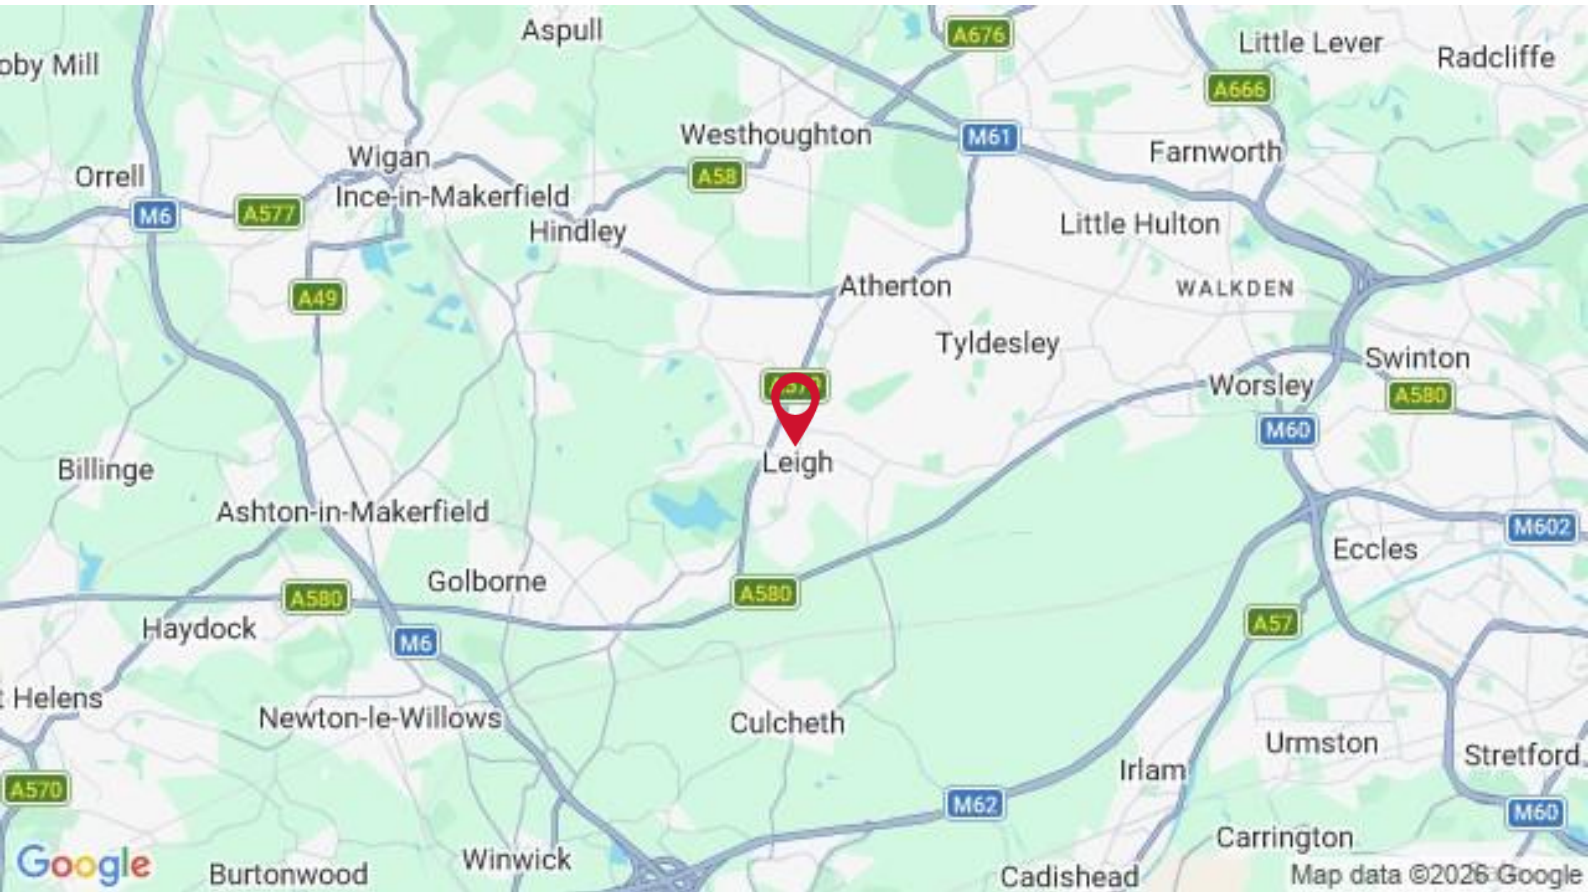 Aspull
A676
Little Lever
Radcliffe
oby Mill
A666
Westhoughton
M61
Farnworth
Wigan
Orrell
A58
Ince-in-Makerfield
M6
A577
Hindley
Little Hulton
A49
Atherton
WALKDEN
Tyldesley
Swinton
Worsley
A580
M60
Leigh
Billinge
Ashton-in-Makerfield
M602
Eccles
Golborne
A580
A580
Haydock
M6
A57
t Helens
Newton-le-Willows
Culcheth
Urmston
Stretford
Irlam
A570
M62
M60
Carrington
Google
Burtonwood
Winwick
Cadishead
Map data ©2026 Google